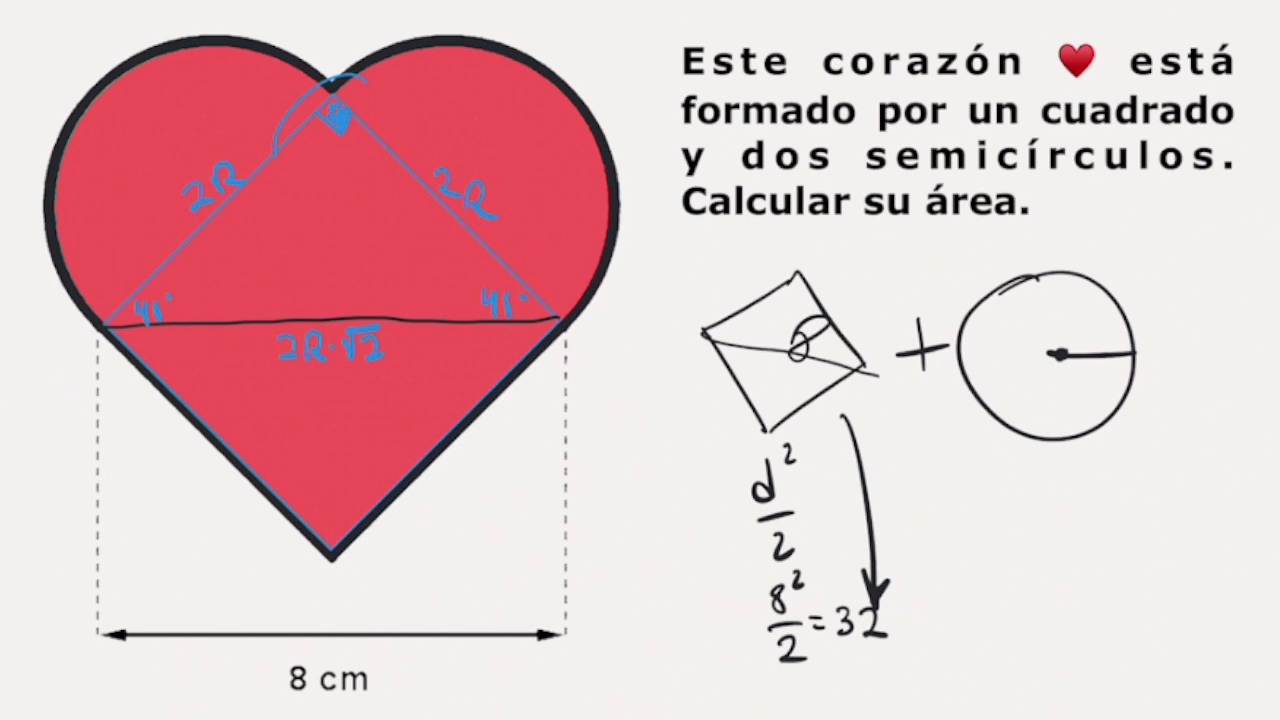 Este corazón ♥ está
formado por un cuadrado
y dos semicírculos.
Calcular su área.
2R
2R
45°
45°
2R·√2
8 cm
+
d²
2
8²
2
= 32